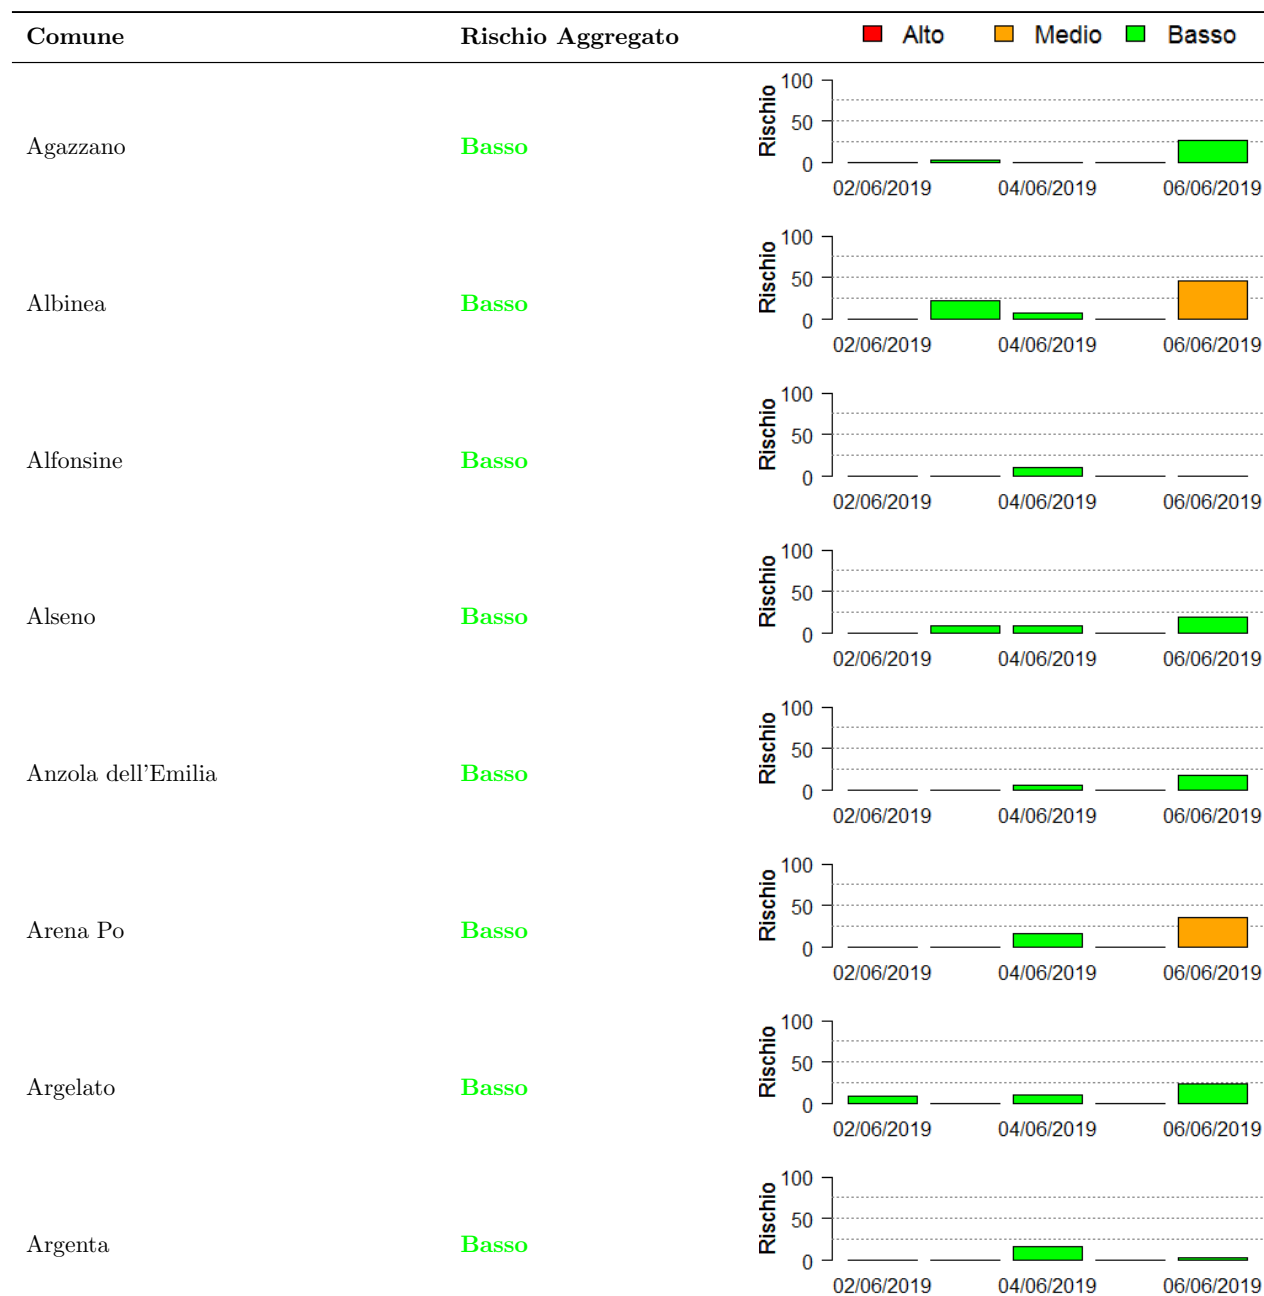 Comune Rischio Aggregato Alto Medio Basso
100
50
0
Rischio
Agazzano Basso
02/06/2019 04/06/2019 06/06/2019
100
50
0
Rischio
Albinea Basso
02/06/2019 04/06/2019 06/06/2019
100
50
0
Rischio
Alfonsine Basso
02/06/2019 04/06/2019 06/06/2019
100
50
0
Rischio
Alseno Basso
02/06/2019 04/06/2019 06/06/2019
100
50
0
Rischio
Anzola dell'Emilia Basso
02/06/2019 04/06/2019 06/06/2019
100
50
0
Rischio
Arena Po Basso
02/06/2019 04/06/2019 06/06/2019
100
50
0
Rischio
Argelato Basso
02/06/2019 04/06/2019 06/06/2019
100
50
0
Rischio
Argenta Basso
02/06/2019 04/06/2019 06/06/2019